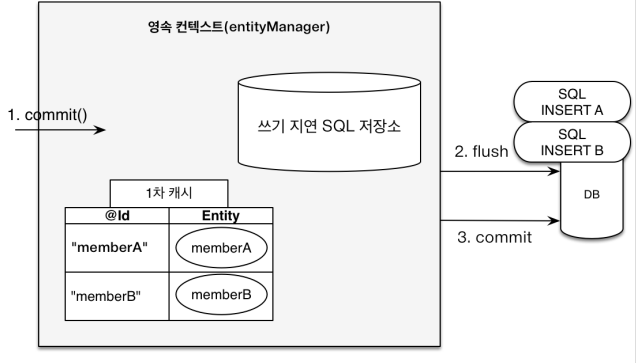 영속 컨텍스트(entityManager)
1. commit()
쓰기 지연 SQL 저장소
SQL
INSERT A
SQL
INSERT B
2. flush
DB
3. commit
1차 캐시
@Id Entity
"memberA" memberA
"memberB" memberB